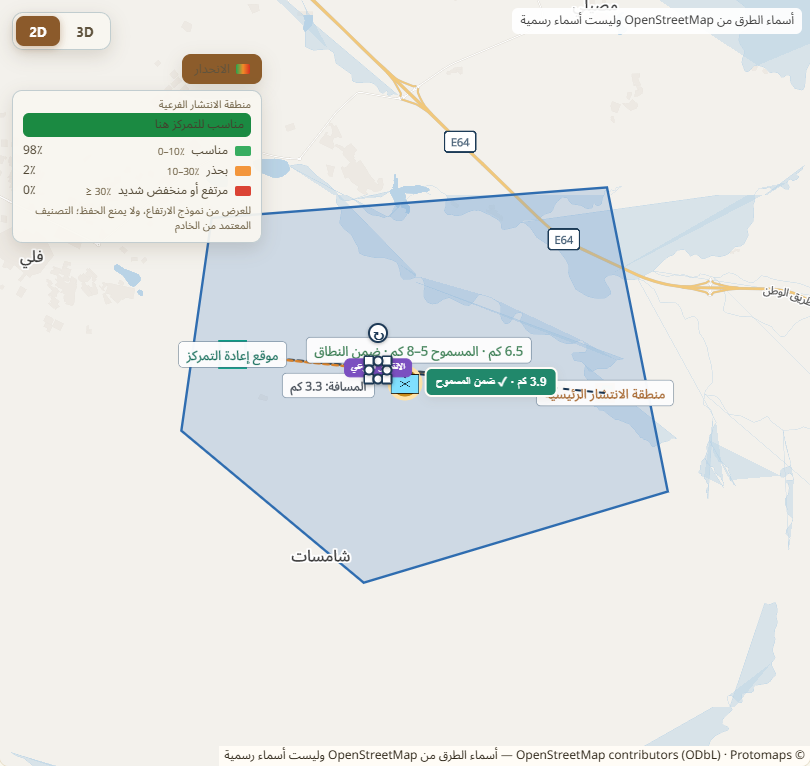 مصيا
أسماء الطرق من OpenStreetMap وليست أسماء رسمية
2D
3D
الانحدار
منطقة الانتشار الفرعية
مناسب للتمركز هنا
مناسب 0–10٪ 98٪
بحذر 10–30٪ 2٪
مرتفع أو منخفض شديد ≥ 30٪ 0٪
للعرض من نموذج الارتفاع، ولا يمنع الحفظ؛ التصنيف
المعتمد من الخادم
E64
E64
فلي
طريق الوطن
رح
6.5 كم · المسموح 5–8 كم · ضمن النطاق
موقع إعادة التمركز
3.9 كم · ✓ ضمن المسموح
المسافة: 3.3 كم
منطقة الانتشار الرئيسية
شامسات
© OpenStreetMap contributors (ODbL) · Protomaps — أسماء الطرق من OpenStreetMap وليست أسماء رسمية